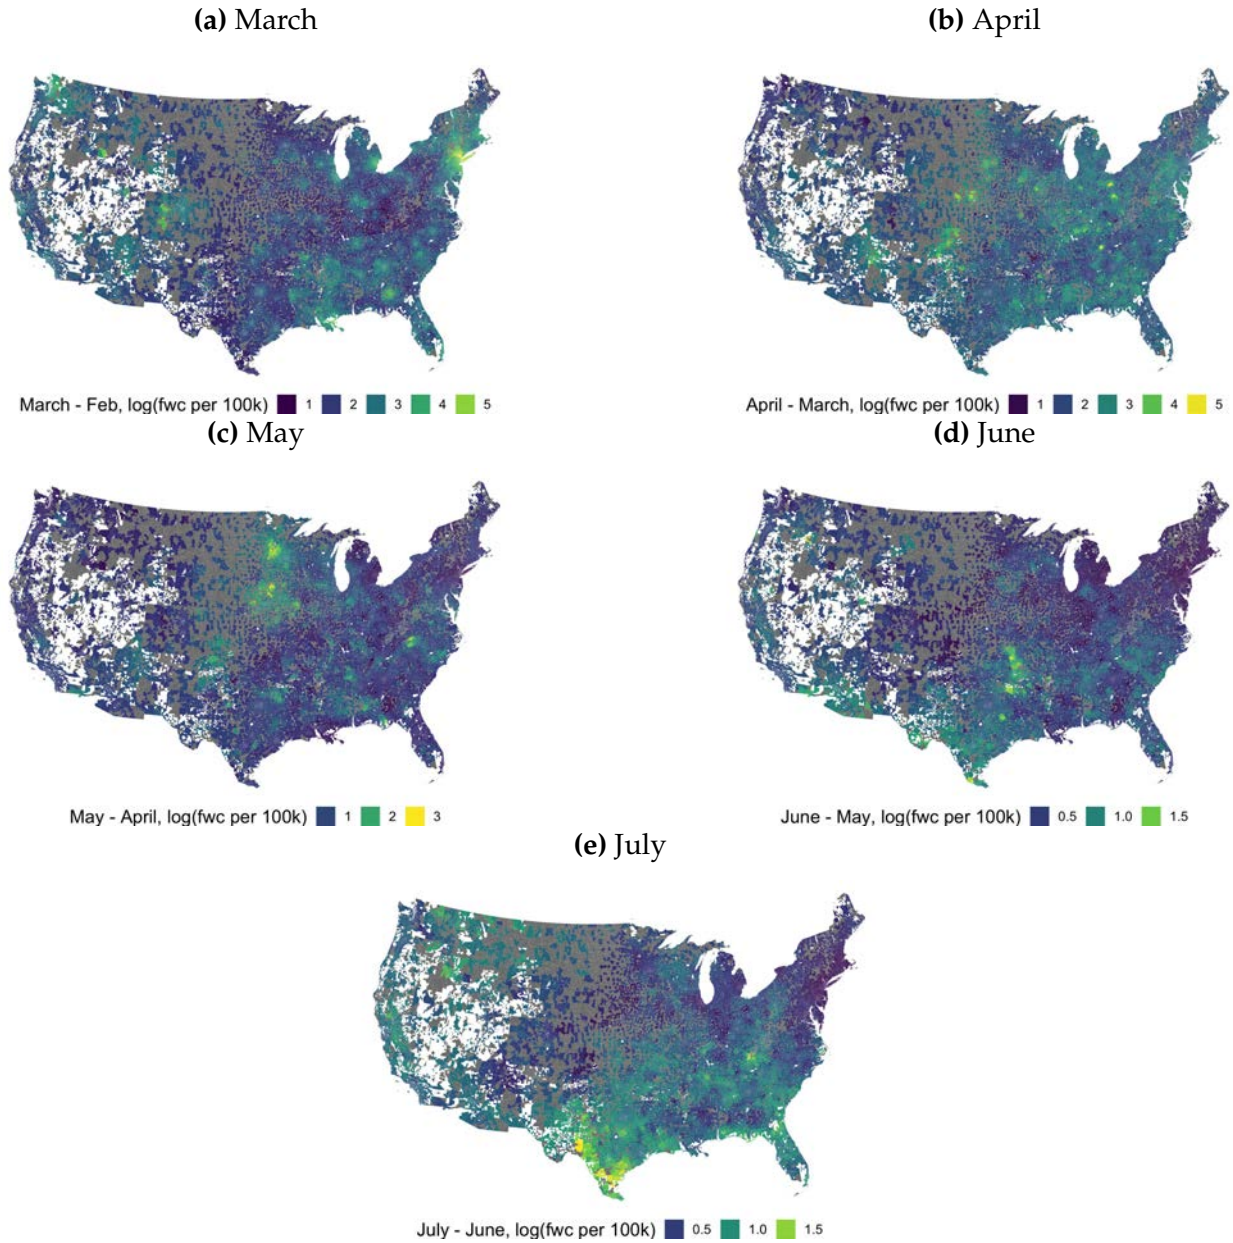 (a) March
(b) April
March - Feb, log(fwc per 100k) 1 2 3 4 5
April - March, log(fwc per 100k) 1 2 3 4 5
(c) May
(d) June
May - April, log(fwc per 100k) 1 2 3
June - May, log(fwc per 100k) 0.5 1.0 1.5
(e) July
July - June, log(fwc per 100k) 0.5 1.0 1.5